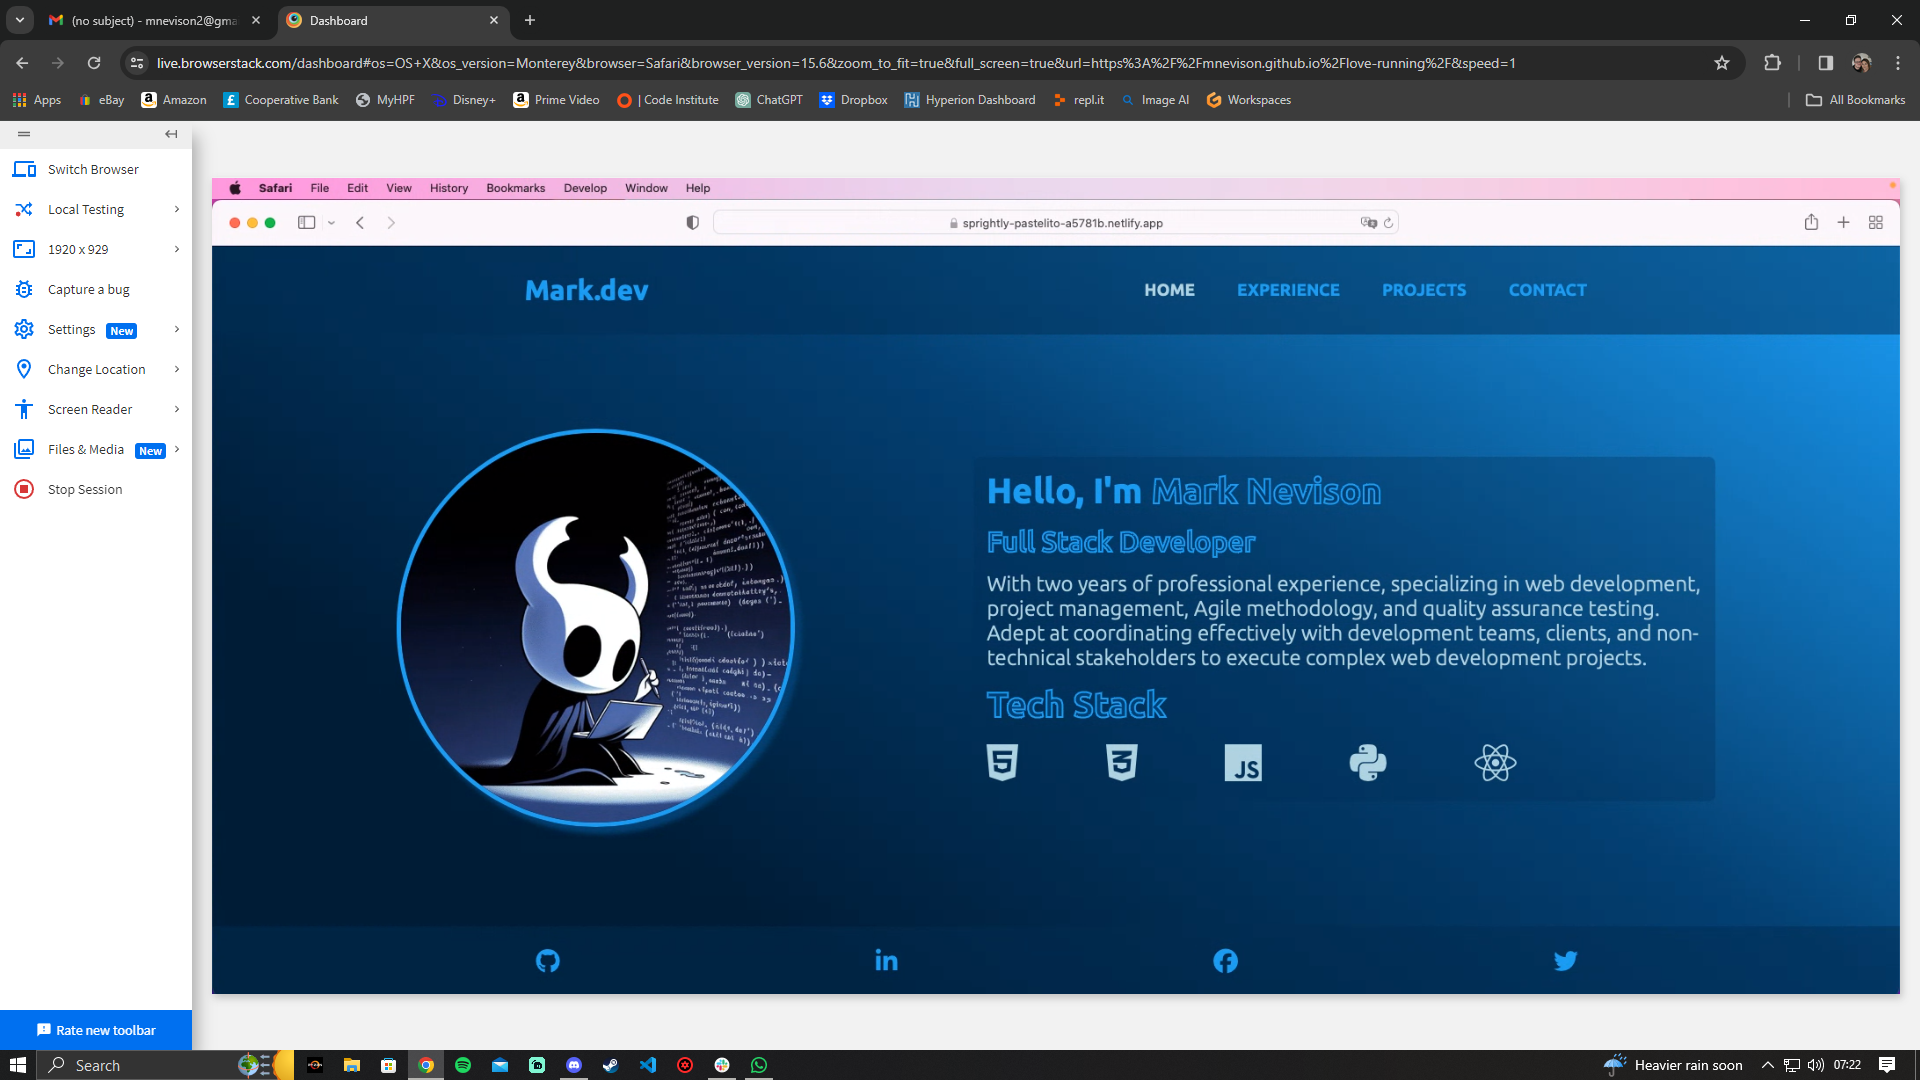 (no subject) - mnevison2@gma
Dashboard
live.browserstack.com/dashboard#os=OS+X&os_version=Monterey&browser=Safari&browser_version=15.6&zoom_to_fit=true&full_screen=true&url=https%3A%2F%2Fmnevison.github.io%2Flove-running%2F&speed=1
Apps
eBay
Amazon
Cooperative Bank
MyHPF
Disney+
Prime Video
| Code Institute
ChatGPT
Dropbox
Hyperion Dashboard
repl.it
Image AI
Workspaces
All Bookmarks
Switch Browser
Local Testing
1920 x 929
Capture a bug
Settings New
Change Location
Screen Reader
Files & Media New
Stop Session
Rate new toolbar
Safari File Edit View History Bookmarks Develop Window Help
sprightly-pastelito-a5781b.netlify.app
Mark.dev
HOME EXPERIENCE PROJECTS CONTACT
Hello, I'm Mark Nevison
Full Stack Developer
With two years of professional experience, specializing in web development,
project management, Agile methodology, and quality assurance testing.
Adept at coordinating effectively with development teams, clients, and non-
technical stakeholders to execute complex web development projects.
Tech Stack
5
3
JS
in
Search
Heavier rain soon
07:22